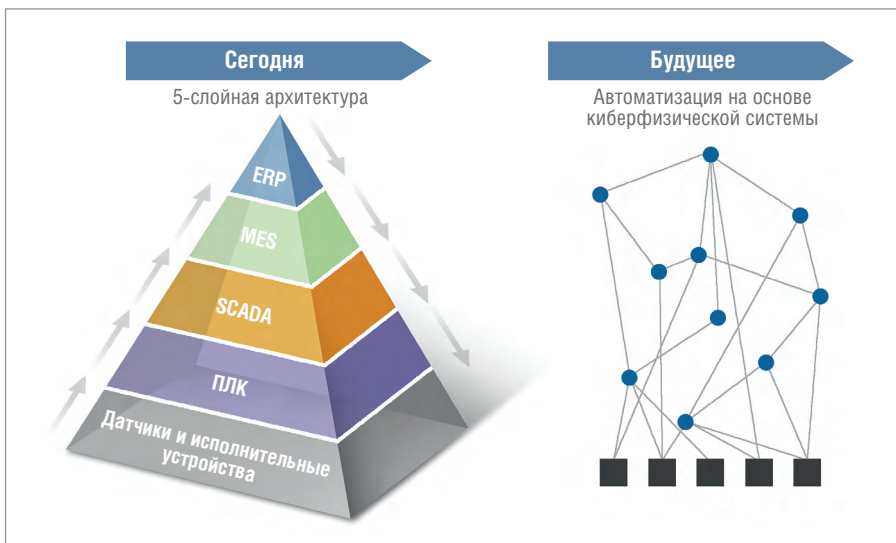 Сегодня
5-слойная архитектура
ERP
MES
SCADA
ПЛК
Датчики и исполнительные
устройства
Будущее
Автоматизация на основе
киберфизической системы